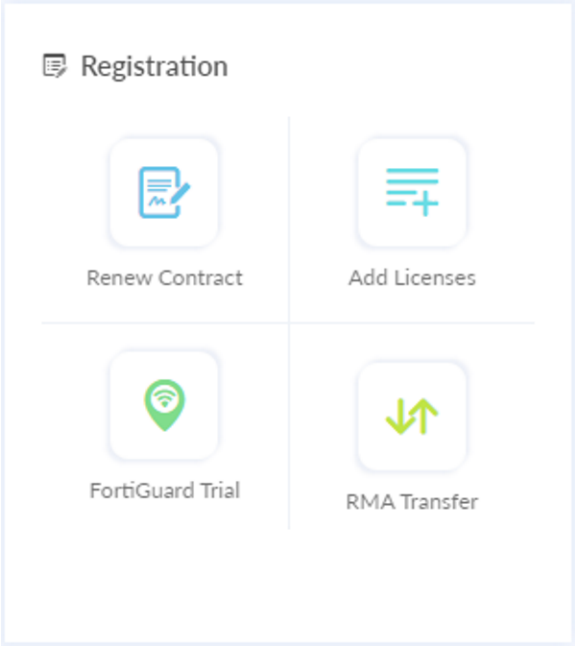 Registration
Renew Contract
Add Licenses
FortiGuard Trial
RMA Transfer